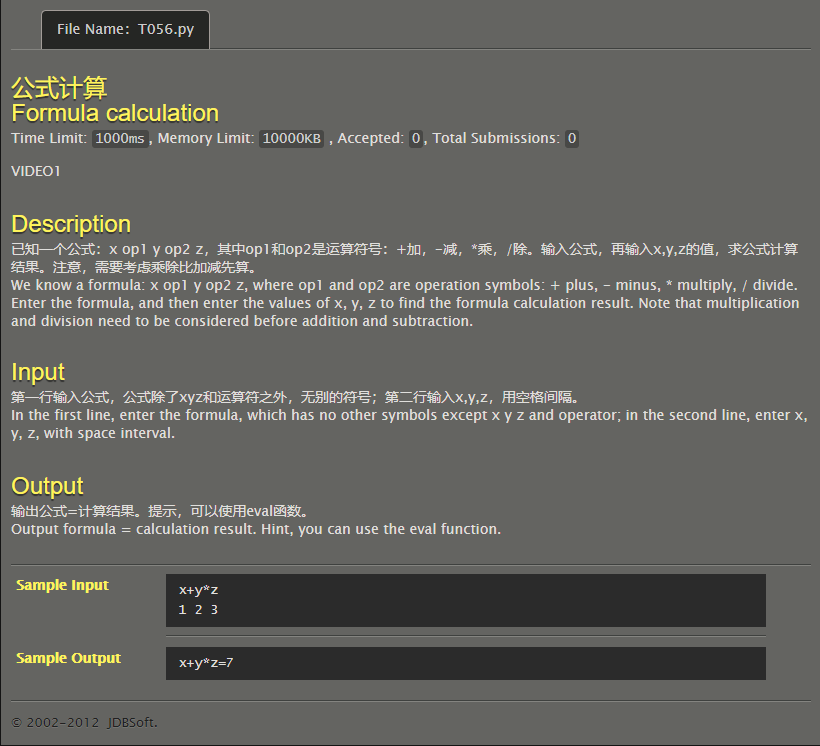 File Name：T056.py
公式计算
Formula calculation
Time Limit: 1000ms, Memory Limit: 10000KB , Accepted: 0, Total Submissions: 0
VIDEO1
Description
已知一个公式：x op1 y op2 z，其中op1和op2是运算符号：+加，-减，*乘，/除。输入公式，再输入x,y,z的值，求公式计算
结果。注意，需要考虑乘除比加减先算。
We know a formula: x op1 y op2 z, where op1 and op2 are operation symbols: + plus, - minus, * multiply, / divide.
Enter the formula, and then enter the values of x, y, z to find the formula calculation result. Note that multiplication
and division need to be considered before addition and subtraction.
Input
第一行输入公式，公式除了xyz和运算符之外，无别的符号；第二行输入x,y,z，用空格间隔。
In the first line, enter the formula, which has no other symbols except x y z and operator; in the second line, enter x,
y, z, with space interval.
Output
输出公式=计算结果。提示，可以使用eval函数。
Output formula = calculation result. Hint, you can use the eval function.
Sample Input
x+y*z
1 2 3
Sample Output
x+y*z=7
© 2002-2012 JDBSoft.